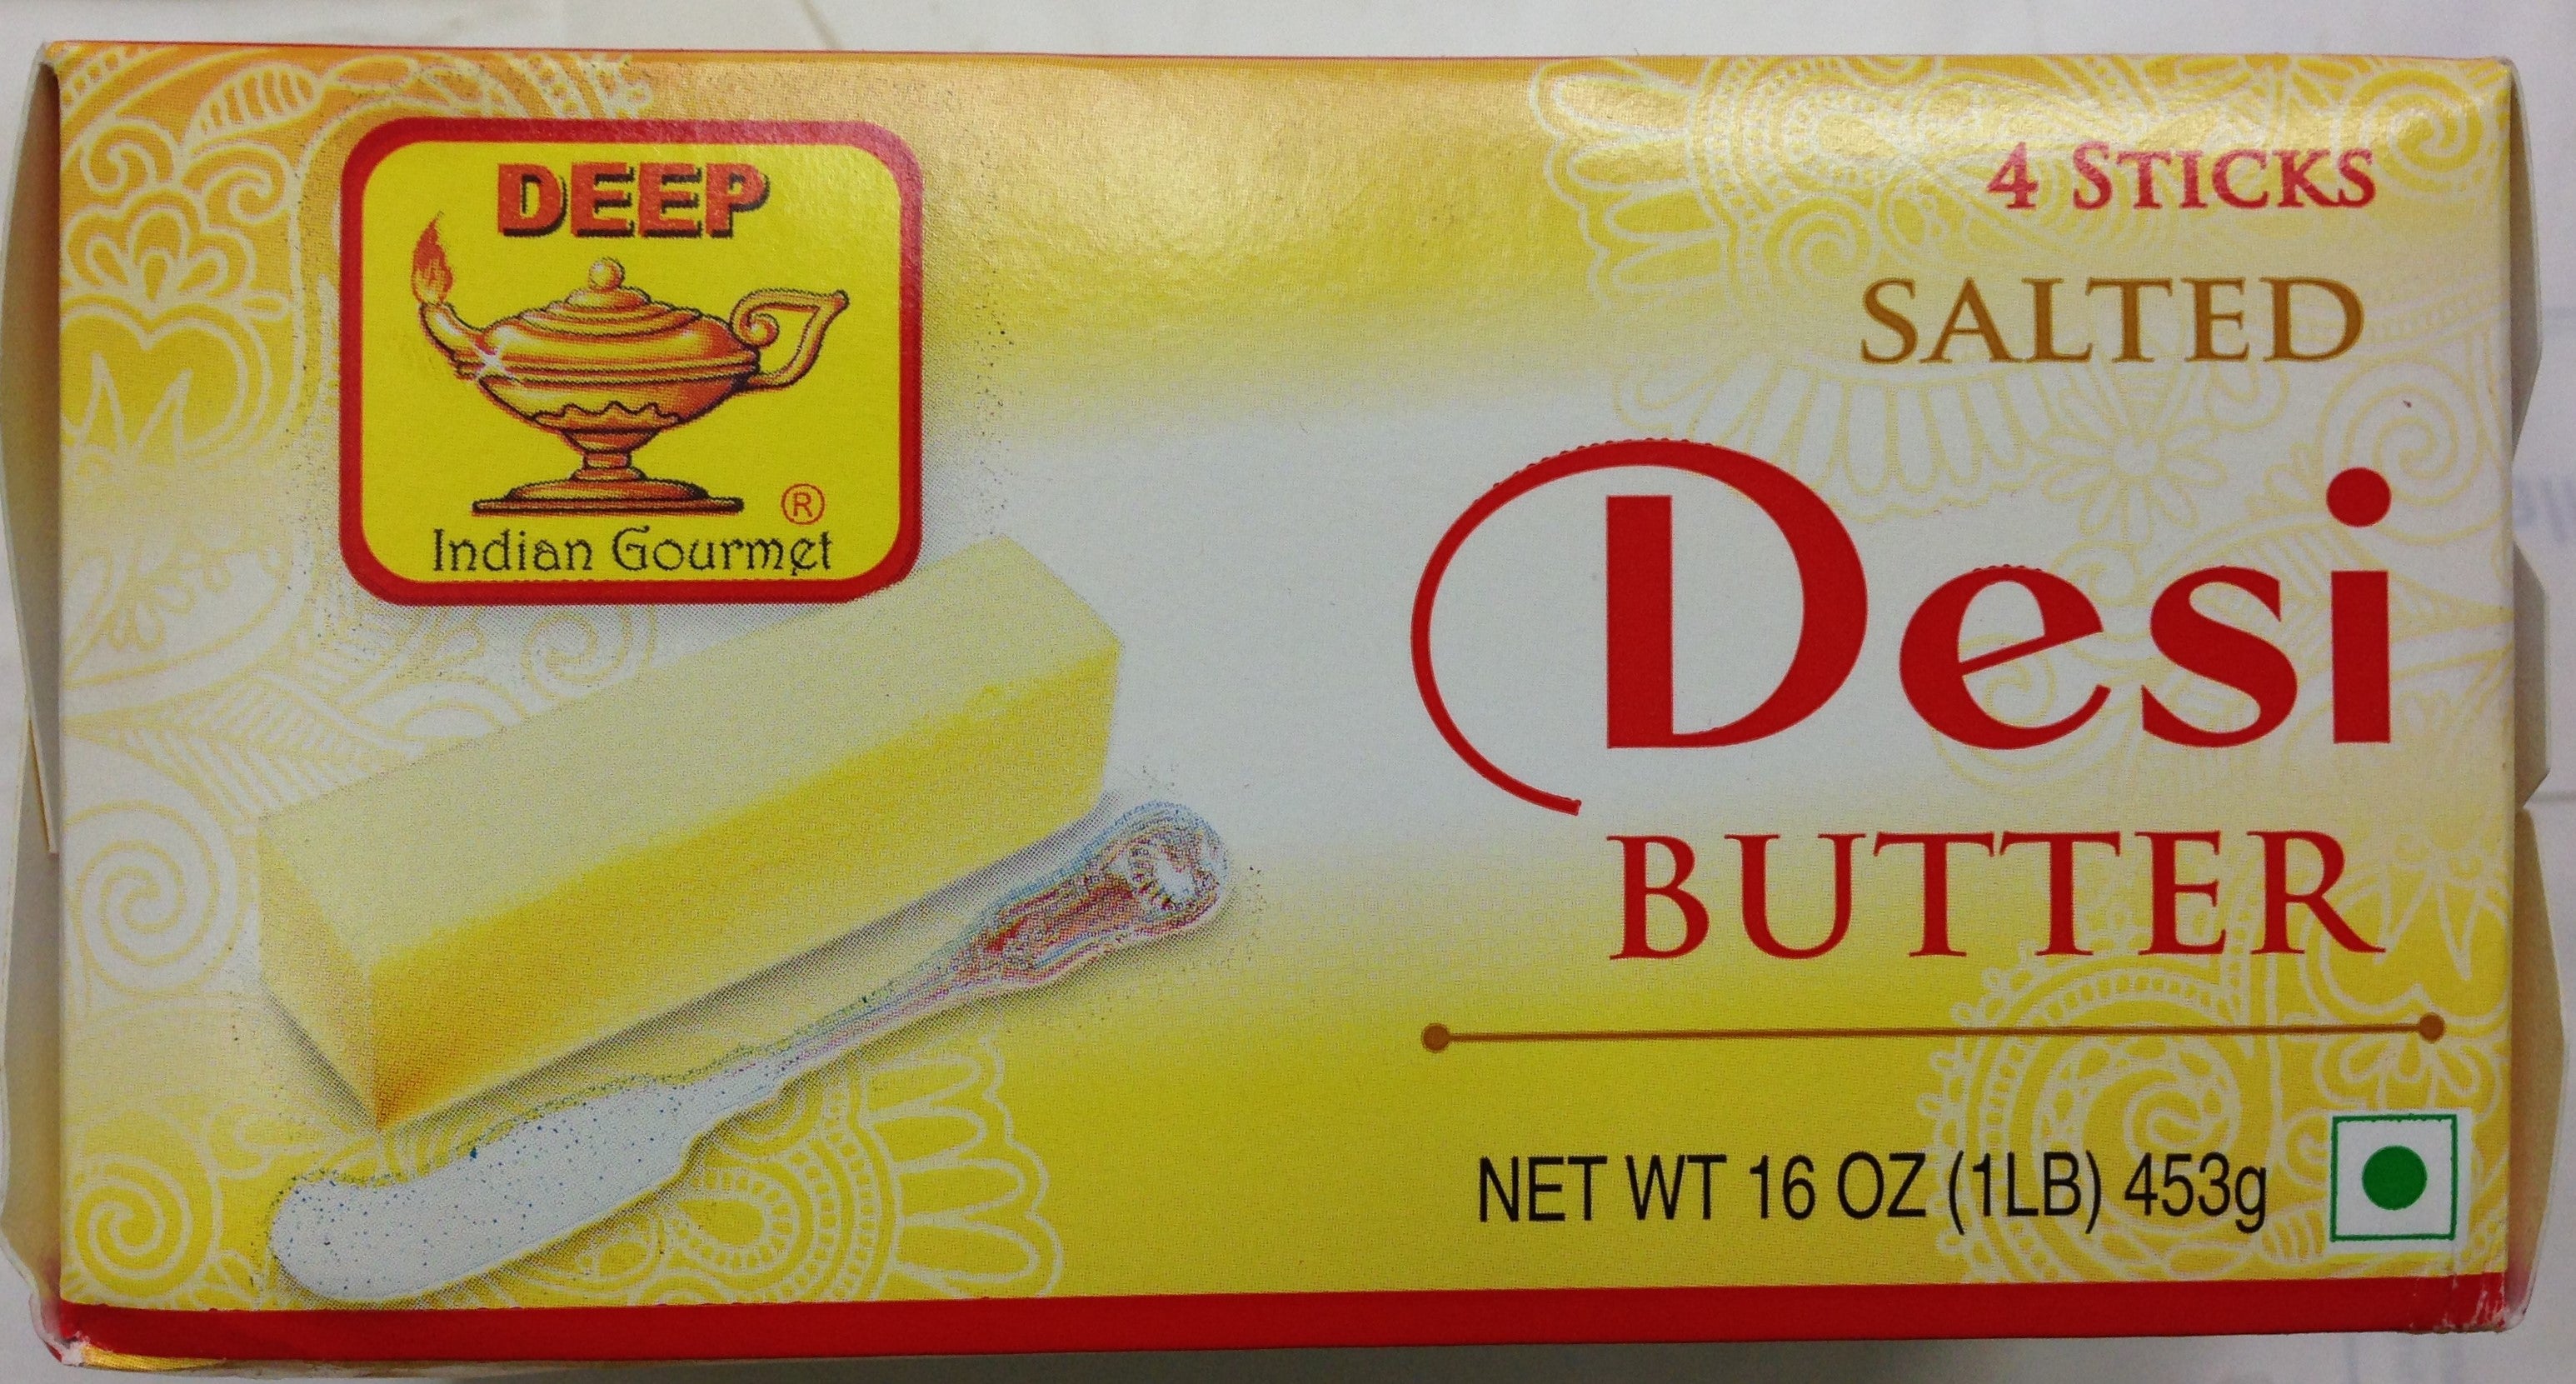 DEEP
®
Indian Gourmet
4 STICKS
SALTED
Desi
BUTTER
NET WT 16 OZ (1LB) 453g